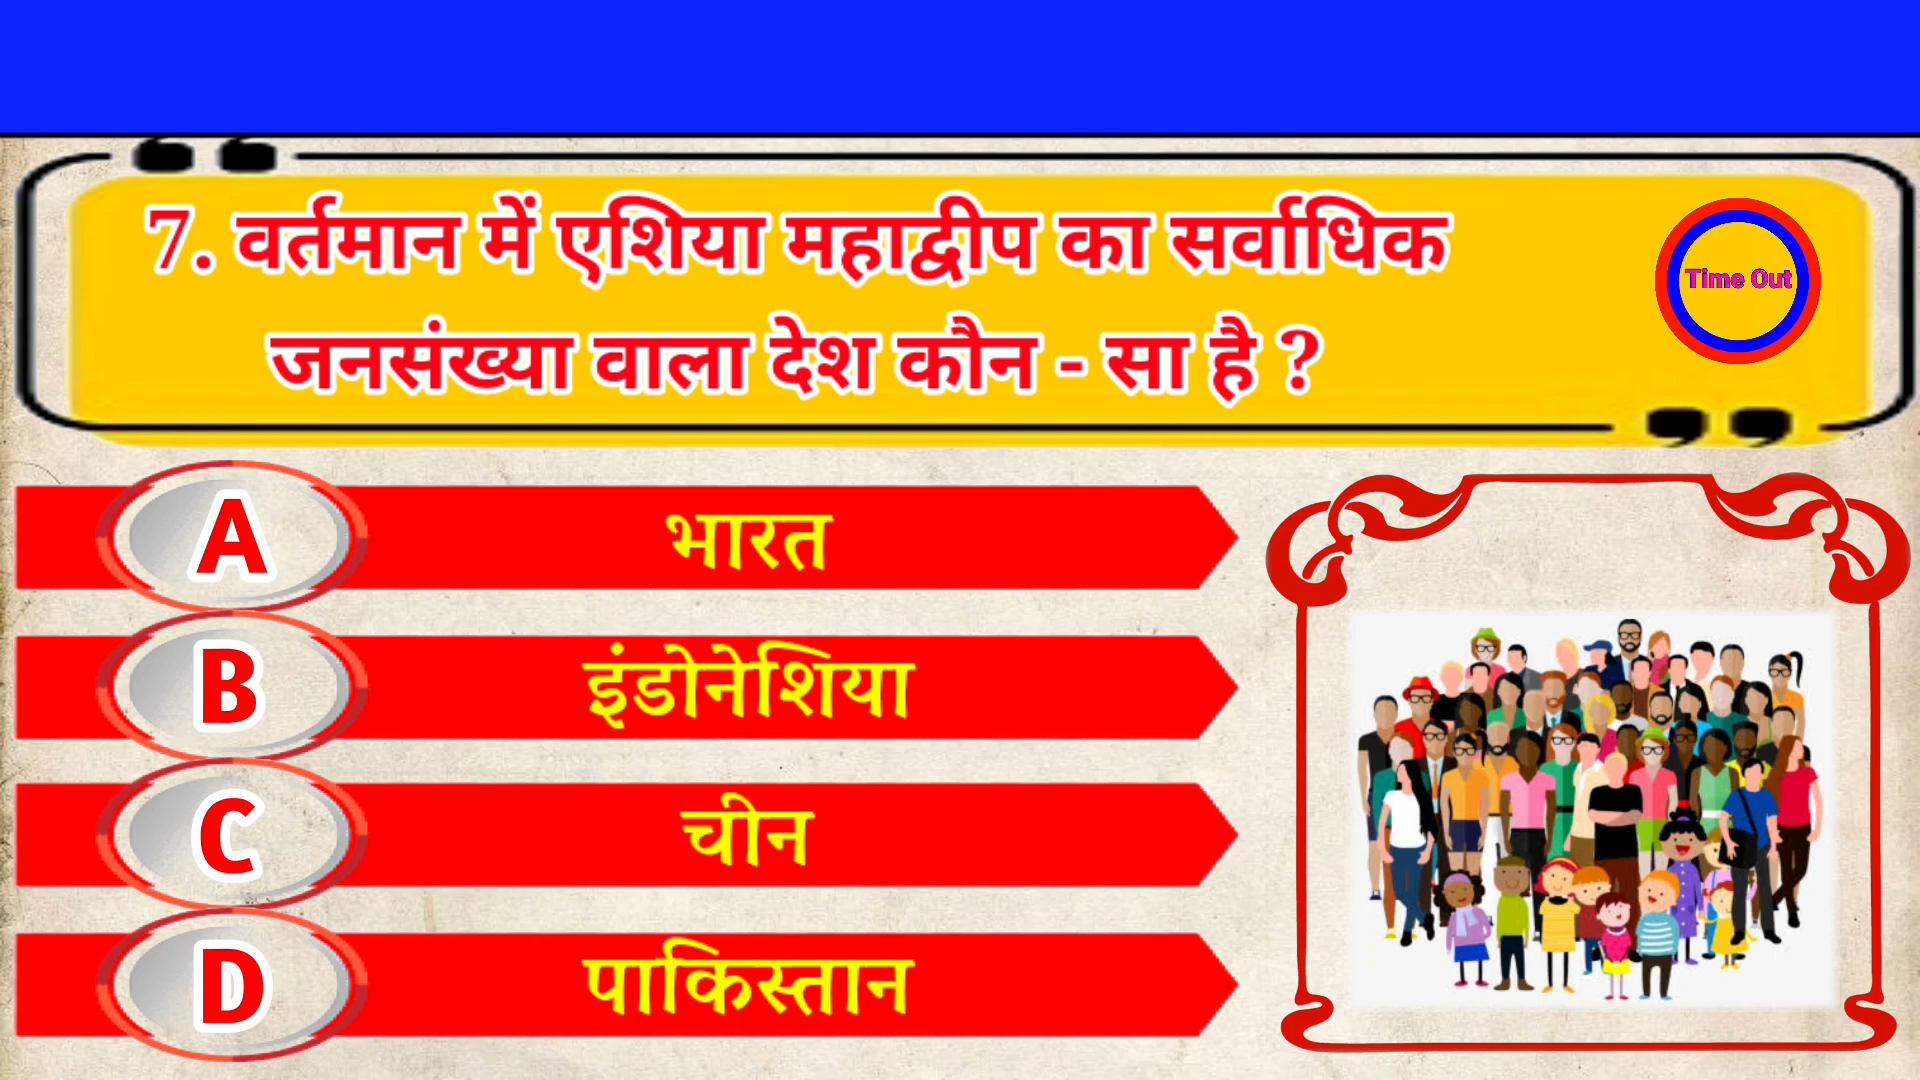 7. वर्तमान में एशिया महाद्वीप का सर्वाधिक
जनसंख्या वाला देश कौन - सा है ?
Time Out
A भारत
B इंडोनेशिया
C चीन
D पाकिस्तान